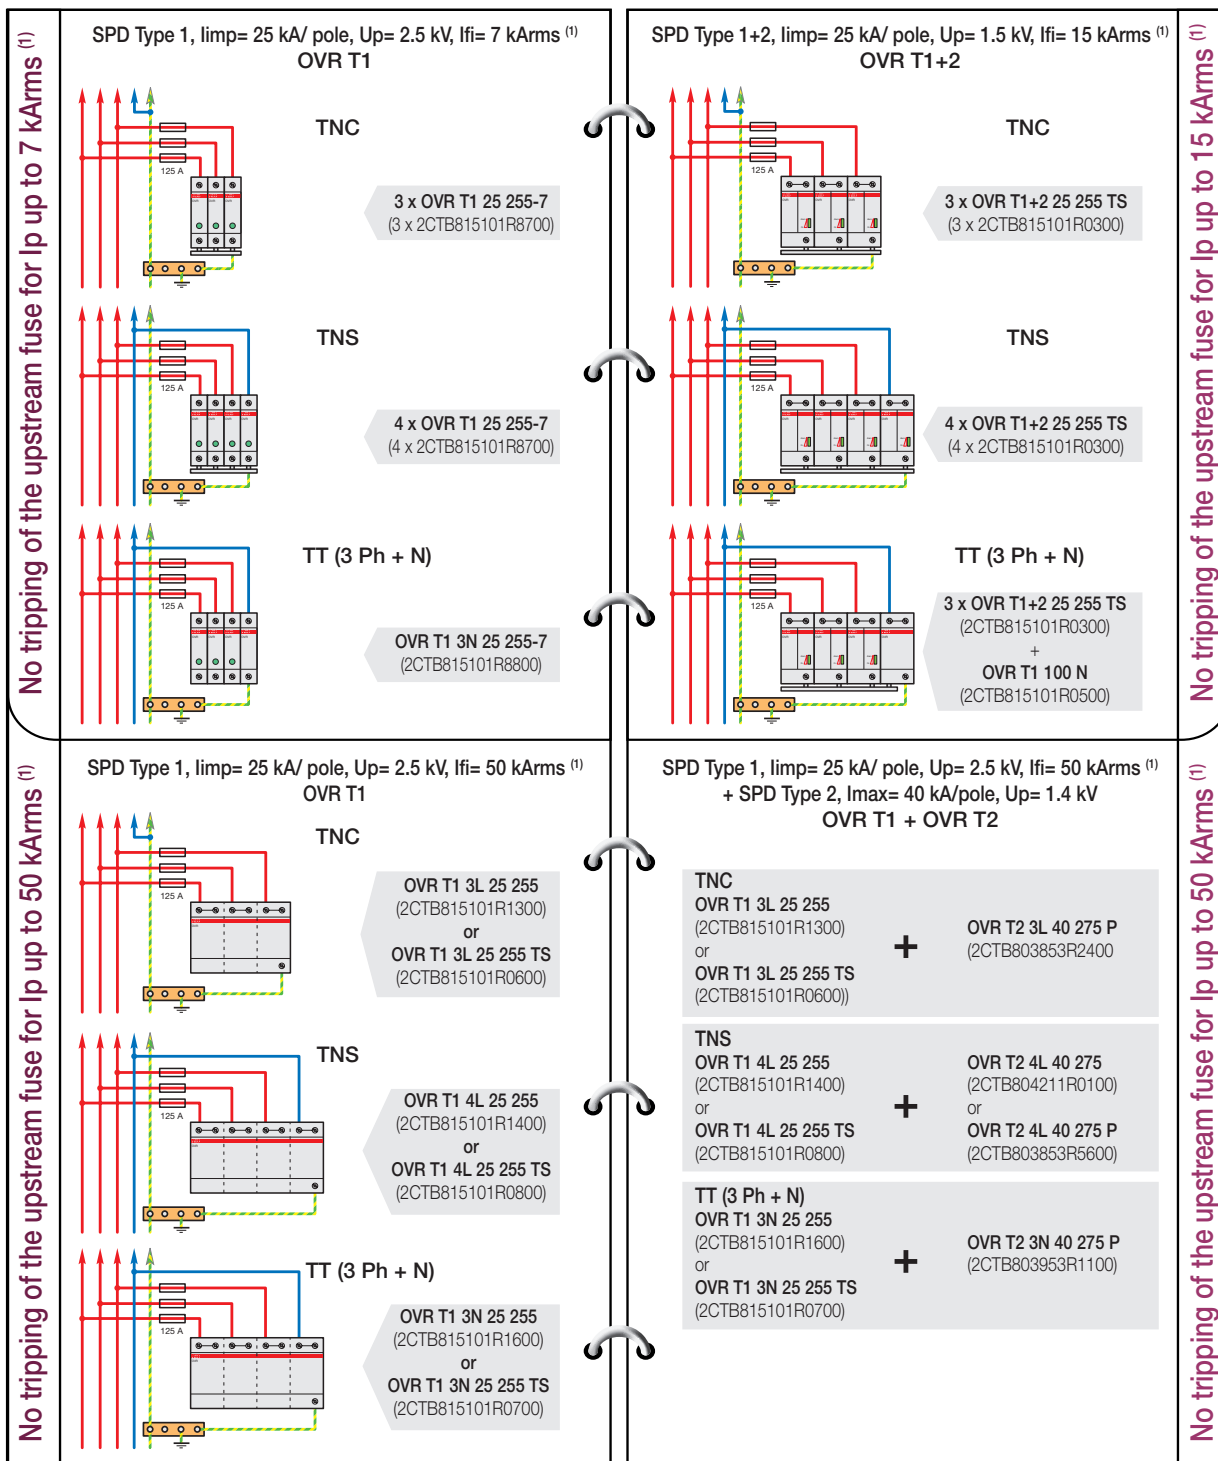 No tripping of the upstream fuse for Ip up to 7 kArms (1)
SPD Type 1, Iimp= 25 kA/ pole, Up= 2.5 kV, Ifi= 7 kArms (1)
OVR T1
TNC
125 A
3 x OVR T1 25 255-7
(3 x 2CTB815101R8700)
TNS
125 A
4 x OVR T1 25 255-7
(4 x 2CTB815101R8700)
TT (3 Ph + N)
125 A
OVR T1 3N 25 255-7
(2CTB815101R8800)
SPD Type 1+2, Iimp= 25 kA/ pole, Up= 1.5 kV, Ifi= 15 kArms (1)
OVR T1+2
TNC
125 A
3 x OVR T1+2 25 255 TS
(3 x 2CTB815101R0300)
TNS
125 A
4 x OVR T1+2 25 255 TS
(4 x 2CTB815101R0300)
TT (3 Ph + N)
125 A
3 x OVR T1+2 25 255 TS
(2CTB815101R0300)
+
OVR T1 100 N
(2CTB815101R0500)
No tripping of the upstream fuse for Ip up to 15 kArms (1)
No tripping of the upstream fuse for Ip up to 50 kArms (1)
SPD Type 1, Iimp= 25 kA/ pole, Up= 2.5 kV, Ifi= 50 kArms (1)
OVR T1
TNC
125 A
OVR T1 3L 25 255
(2CTB815101R1300)
or
OVR T1 3L 25 255 TS
(2CTB815101R0600)
TNS
125 A
OVR T1 4L 25 255
(2CTB815101R1400)
or
OVR T1 4L 25 255 TS
(2CTB815101R0800)
TT (3 Ph + N)
125 A
OVR T1 3N 25 255
(2CTB815101R1600)
or
OVR T1 3N 25 255 TS
(2CTB815101R0700)
SPD Type 1, Iimp= 25 kA/ pole, Up= 2.5 kV, Ifi= 50 kArms (1)
+ SPD Type 2, Imax= 40 kA/pole, Up= 1.4 kV
OVR T1 + OVR T2
TNC
OVR T1 3L 25 255
(2CTB815101R1300)
or
OVR T1 3L 25 255 TS
(2CTB815101R0600))
+
OVR T2 3L 40 275 P
(2CTB803853R2400
TNS
OVR T1 4L 25 255
(2CTB815101R1400)
or
OVR T1 4L 25 255 TS
(2CTB815101R0800)
+
OVR T2 4L 40 275
(2CTB804211R0100)
or
OVR T2 4L 40 275 P
(2CTB803853R5600)
TT (3 Ph + N)
OVR T1 3N 25 255
(2CTB815101R1600)
or
OVR T1 3N 25 255 TS
(2CTB815101R0700)
+
OVR T2 3N 40 275 P
(2CTB803953R1100)
No tripping of the upstream fuse for Ip up to 50 kArms (1)